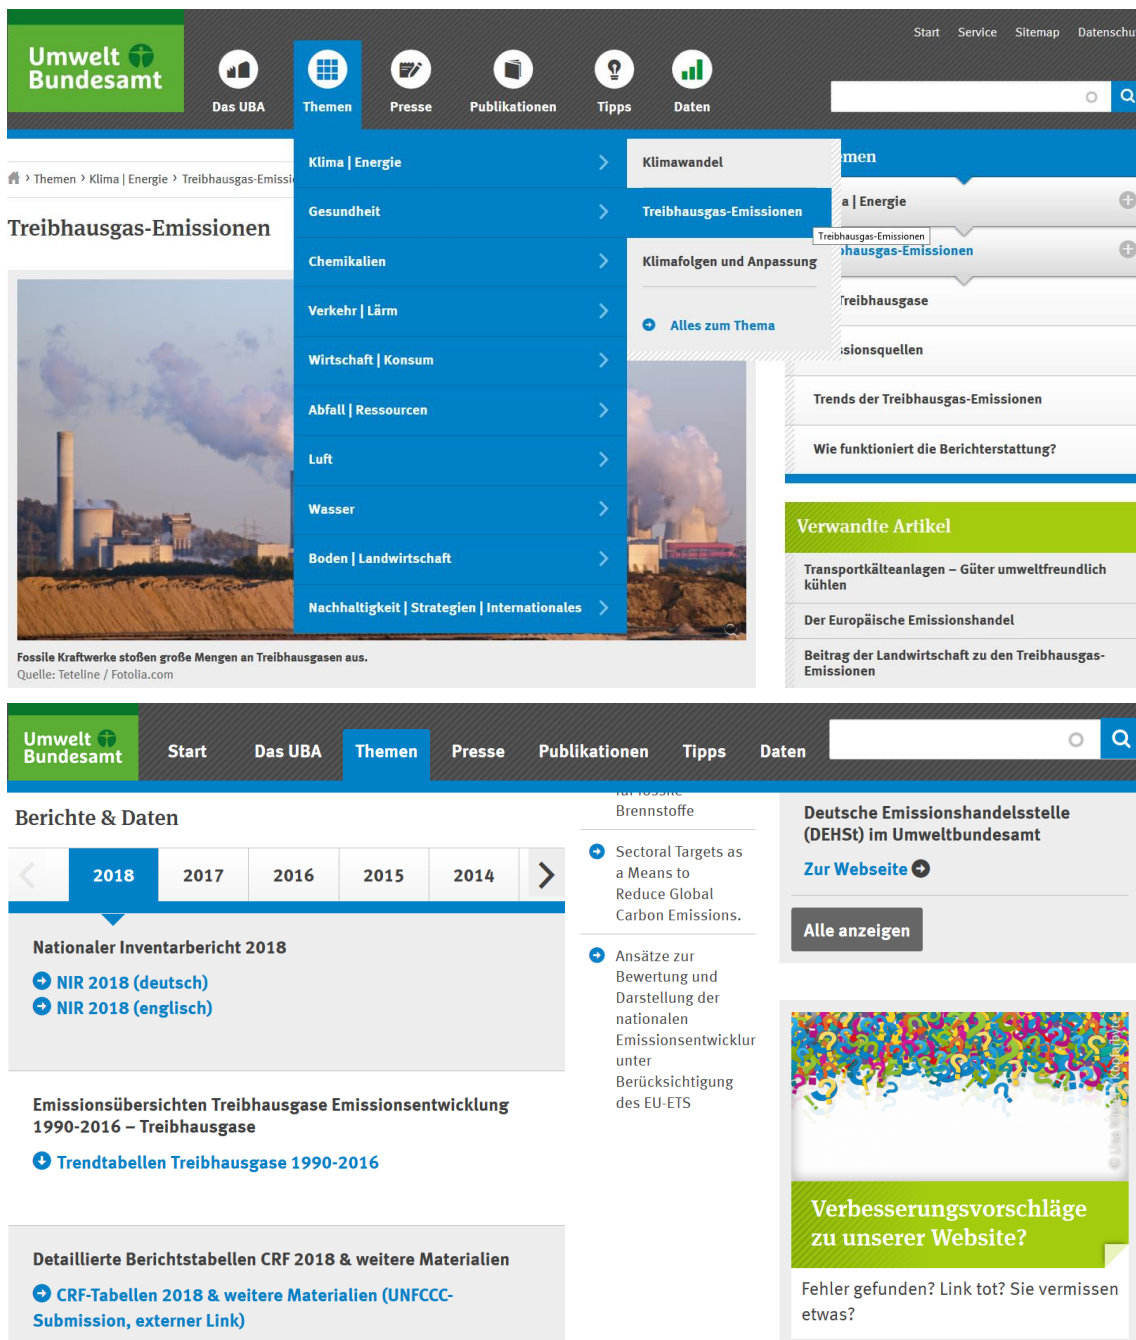 Umwelt
Bundesamt
Start Service Sitemap
Das UBA Themen Presse Publikationen Tipps Daten
Themen › Klima | Energie ›
Treibhausgas-Emissionen
Klima | Energie
Gesundheit
Chemikalien
Verkehr | Lärm
Wirtschaft | Konsum
Abfall | Ressourcen
Luft
Wasser
Boden | Landwirtschaft
Nachhaltigkeit | Strategien | Internationales
Klimawandel
Treibhausgas-Emissionen
Treibhausgas-Emissionen
Klimafolgen und Anpassung
Alles zum Thema
Fossile Kraftwerke stoßen große Mengen an Treibhausgasen aus.
Quelle: Teteline / Fotolia.com
| Energie
Emissionen
Treibhausgase
Trends der Treibhausgas-Emissionen
Wie funktioniert die Berichterstattung?
Verwandte Artikel
Transportkälteanlagen – Güter umweltfreundlich
kühlen
Der Europäische Emissionshandel
Beitrag der Landwirtschaft zu den Treibhausgas-
Emissionen
Umwelt
Bundesamt
Start Das UBA Themen Presse Publikationen Tipps Daten
Berichte & Daten
2018 2017 2016 2015 2014
Nationaler Inventarbericht 2018
NIR 2018 (deutsch)
NIR 2018 (englisch)
Emissionsübersichten Treibhausgase Emissionsentwicklung
1990-2016 – Treibhausgase
Trendtabellen Treibhausgase 1990-2016
Detaillierte Berichtstabellen CRF 2018 & weitere Materialien
CRF-Tabellen 2018 & weitere Materialien (UNFCCC-
Submission, externer Link)
Brennstoffe
Sectoral Targets as
a Means to
Reduce Global
Carbon Emissions.
Ansätze zur
Bewertung und
Darstellung der
nationalen
Emissionsentwicklur
unter
Berücksichtigung
des EU-ETS
Deutsche Emissionshandelsstelle
(DEHSt) im Umweltbundesamt
Zur Webseite
Alle anzeigen
Verbesserungsvorschläge
zu unserer Website?
Fehler gefunden? Link tot? Sie vermissen
etwas?